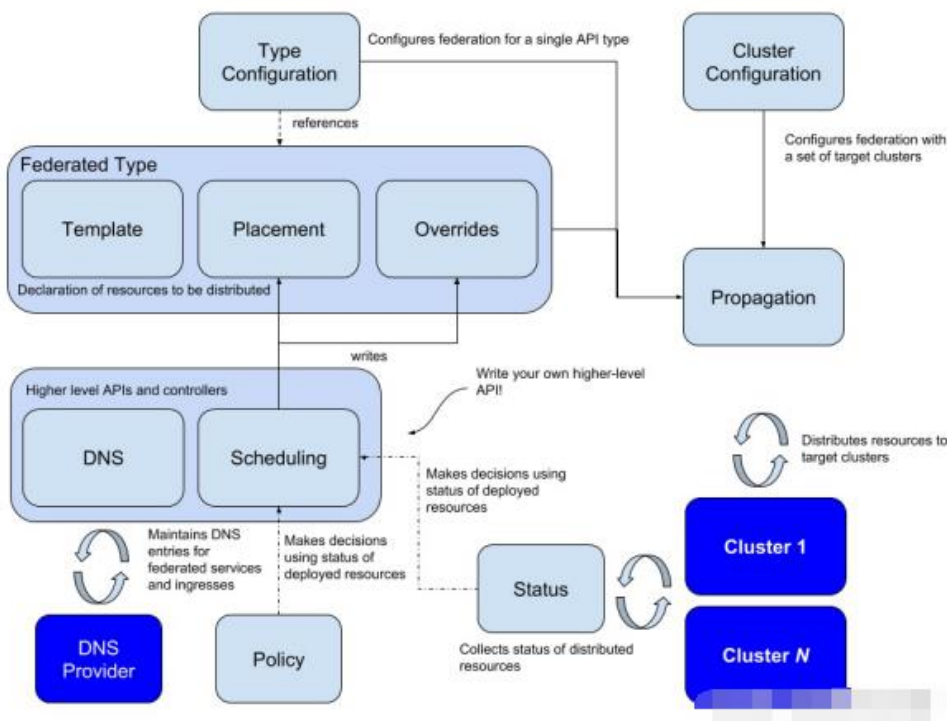 Type
Configuration
Configures federation for a single API type
Cluster
Configuration
references
Configures federation with
a set of target clusters
Federated Type
Template
Placement
Overrides
Declaration of resources to be distributed
Propagation
writes
Write your own higher-level
API!
Higher level APIs and controllers
DNS
Scheduling
Makes decisions using
status of deployed
resources
Distributes resources to
target clusters
Maintains DNS
entries for
federated services
and ingresses
Makes decisions
using status of
deployed resources
Cluster 1
Status
Collects status of distributed
resources
DNS
Provider
Policy
Cluster N